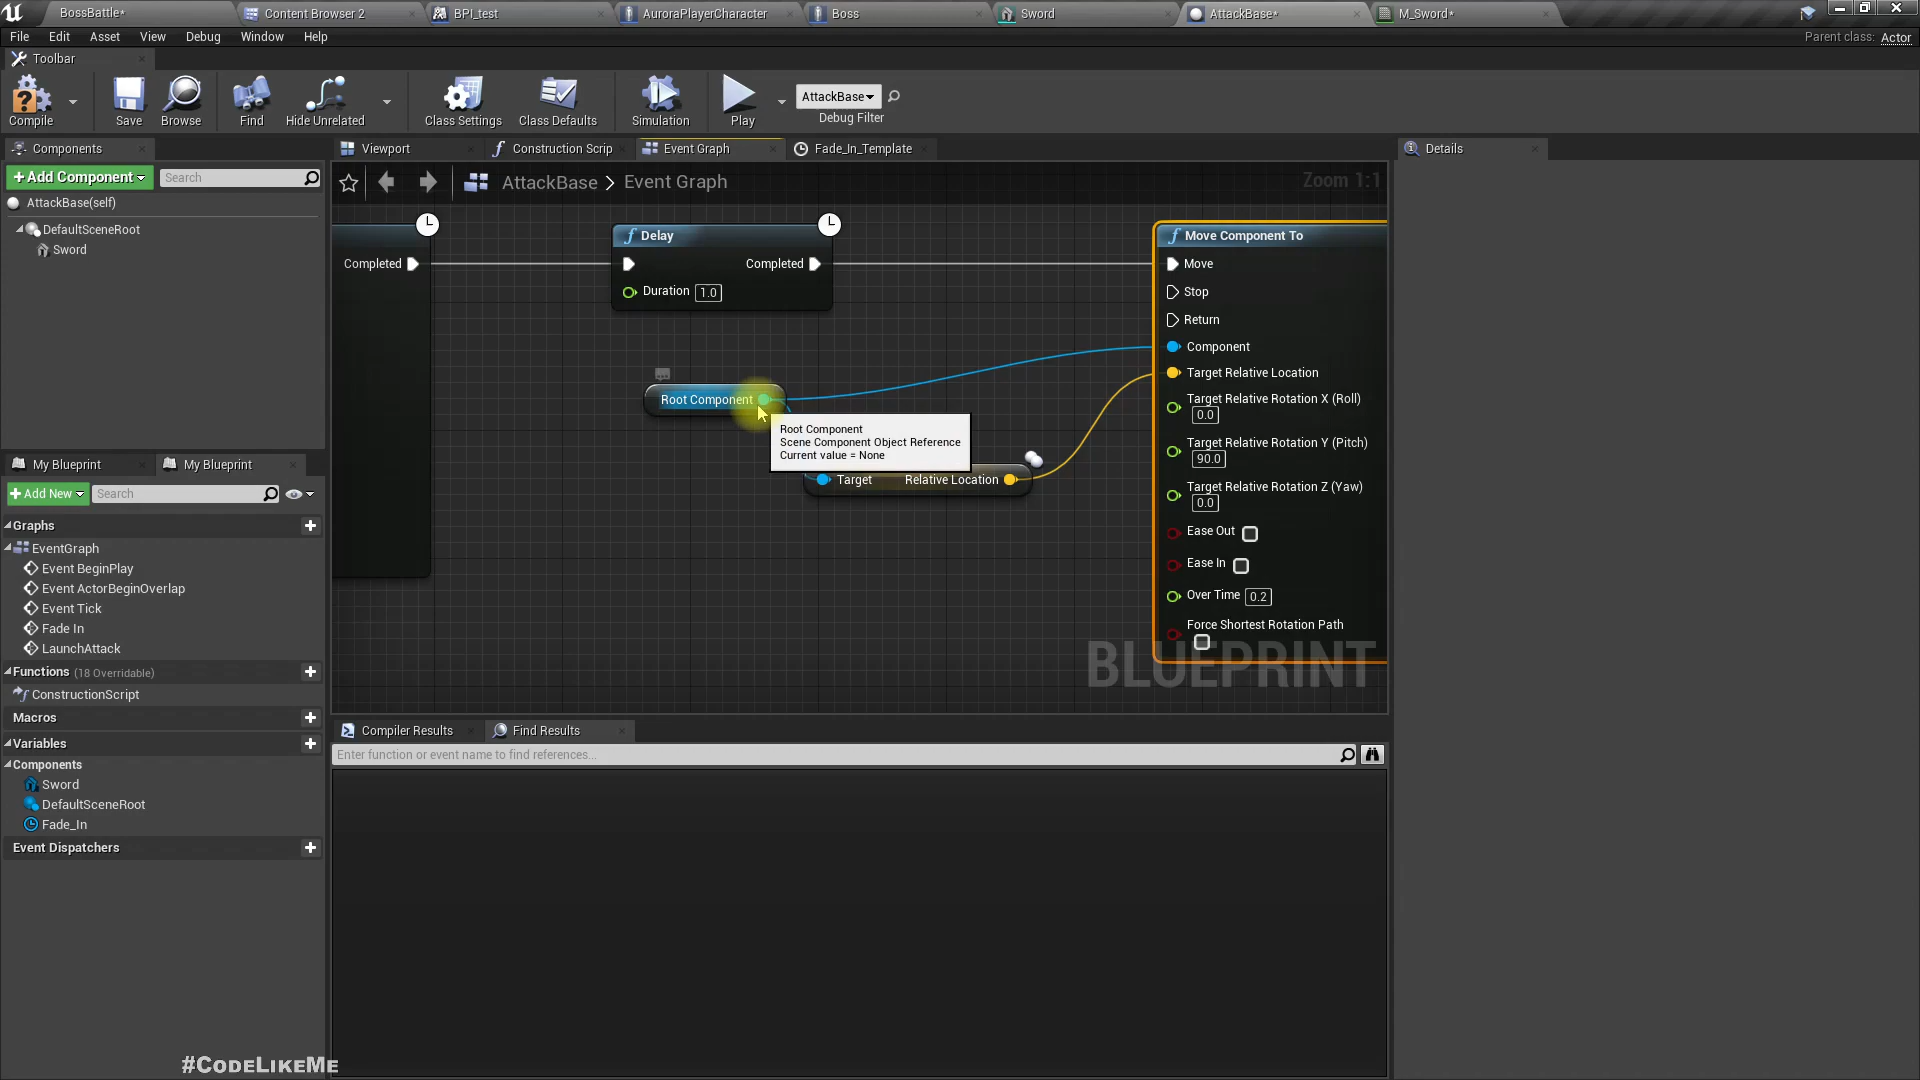 BossBattle*
Content Browser 2
BPI_test
AuroraPlayerCharacter
Boss
Sword
AttackBase*
M_Sword*
File Edit Asset View Debug Window Help
Parent class: Actor
Toolbar
Compile
Save
Browse
Find
Hide Unrelated
Class Settings
Class Defaults
Simulation
Play
AttackBase
Debug Filter
Components
Viewport
Construction Scrip
Event Graph
Fade_In_Template
Details
+Add Component
Search
AttackBase > Event Graph
Zoom 1:1
AttackBase(self)
DefaultSceneRoot
Sword
Completed
Delay
Completed
Duration 1.0
Root Component
Root Component
Scene Component Object Reference
Current value = None
Target
Relative Location
Move Component To
Move
Stop
Return
Component
Target Relative Location
Target Relative Rotation X (Roll)
0.0
Target Relative Rotation Y (Pitch)
90.0
Target Relative Rotation Z (Yaw)
0.0
Ease Out
Ease In
Over Time 0.2
Force Shortest Rotation Path
BLUEPRINT
My Blueprint
My Blueprint
+Add New
Search
Graphs
EventGraph
Event BeginPlay
Event ActorBeginOverlap
Event Tick
Fade In
LaunchAttack
Functions (18 Overridable)
ConstructionScript
Macros
Variables
Components
Sword
DefaultSceneRoot
Fade_In
Event Dispatchers
Compiler Results
Find Results
Enter function or event name to find references...
#CodeLikeMe